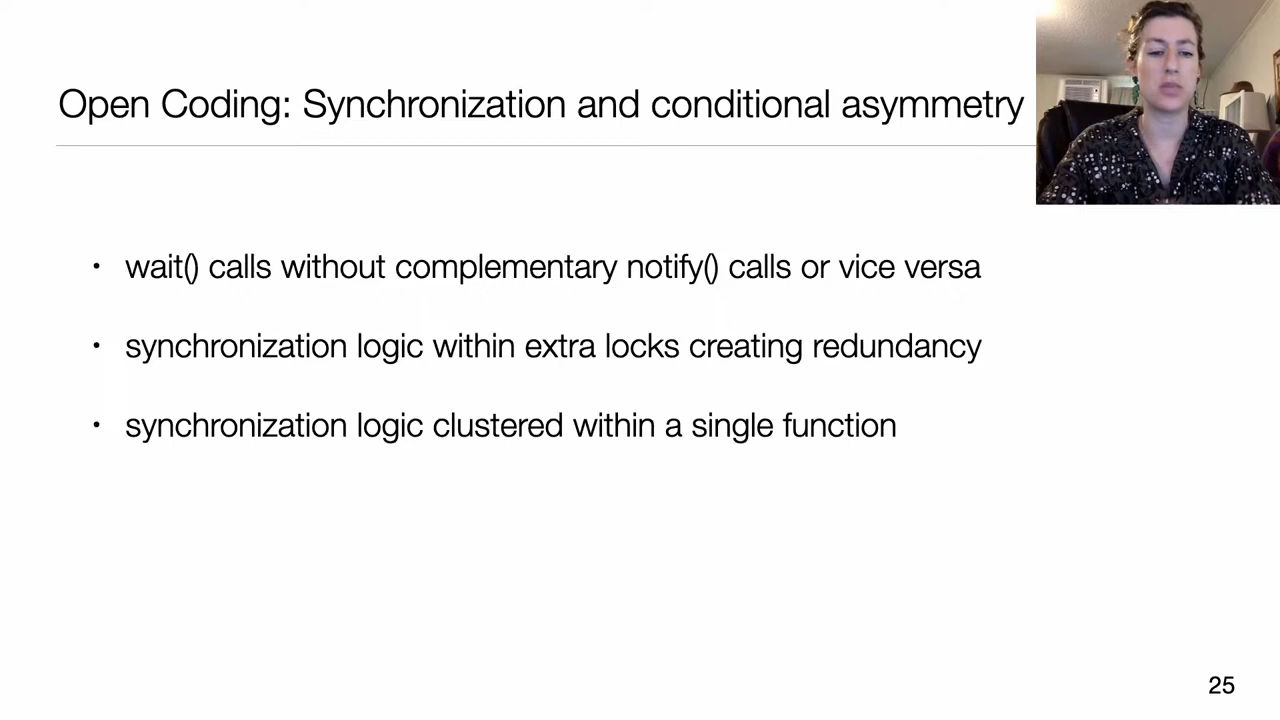 Open Coding: Synchronization and conditional asymmetry
• wait() calls without complementary notify() calls or vice versa
• synchronization logic within extra locks creating redundancy
• synchronization logic clustered within a single function
25